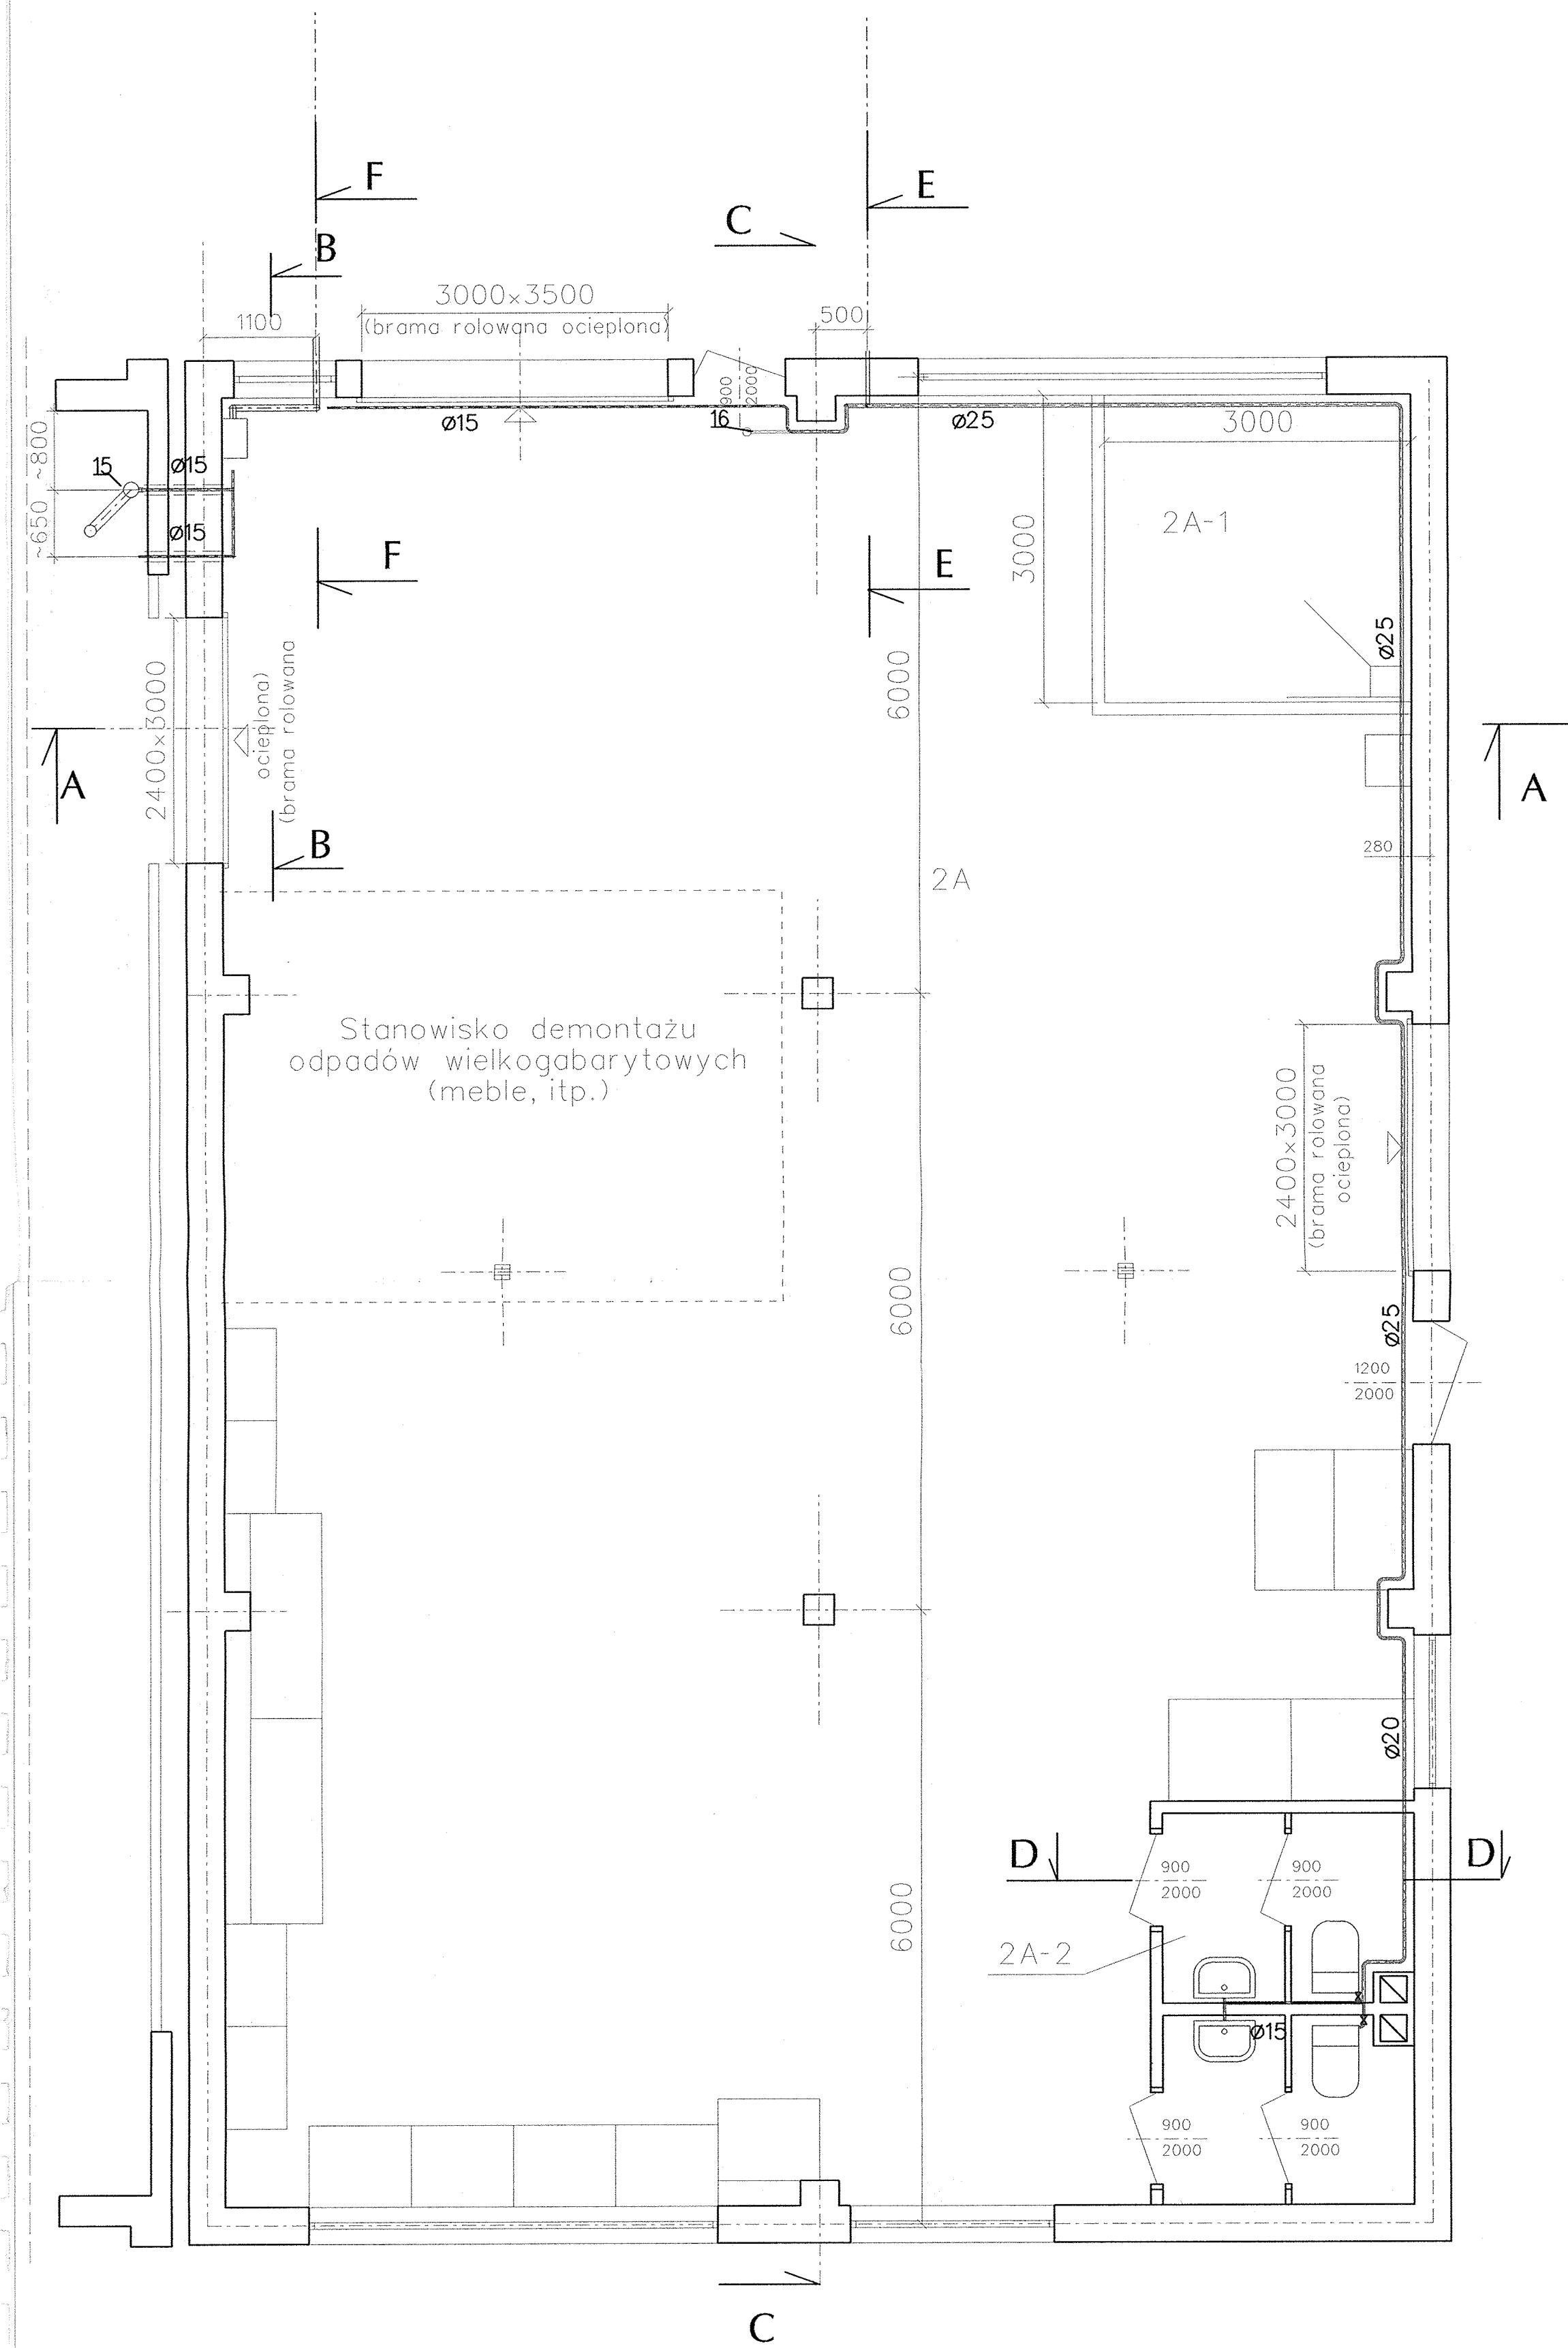 F
E
C
B
3000x3500
(brama rolowana ocieplona)
1100
500
900
2000
16
ø15
ø25
3000
~800
15
ø15
~650
ø15
3000
2A-1
F
E
ø25
6000
2400x3000
(brama rolowana
ocieplona)
A
A
B
280
2A
Stanowisko demontażu
odpadów wielkogabarytowych
(meble, itp.)
2400x3000
(brama rolowana
ocieplona)
6000
ø25
1200
2000
ø20
D
D
900
2000
900
2000
6000
2A-2
ø15
900
2000
900
2000
C